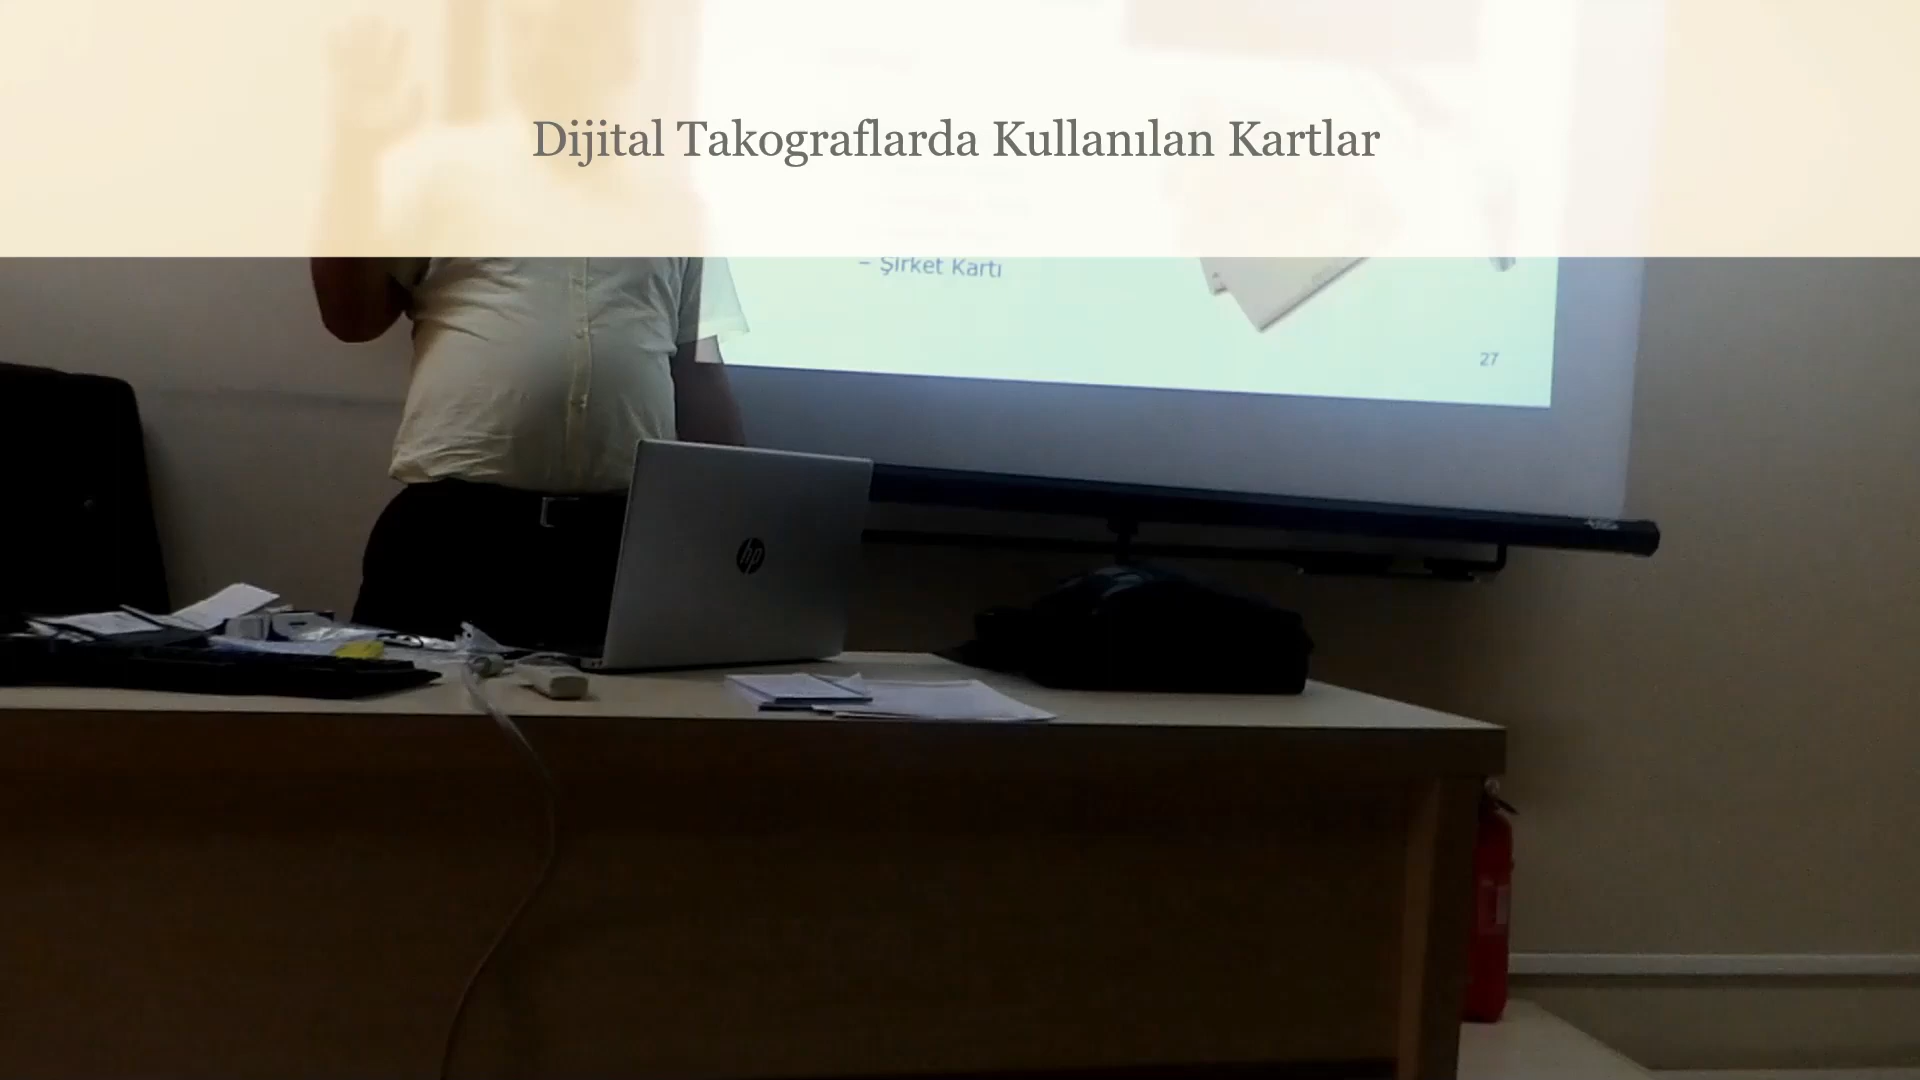 Dijital Takograflarda Kullanılan Kartlar
– Şirket Kartı
27
hp